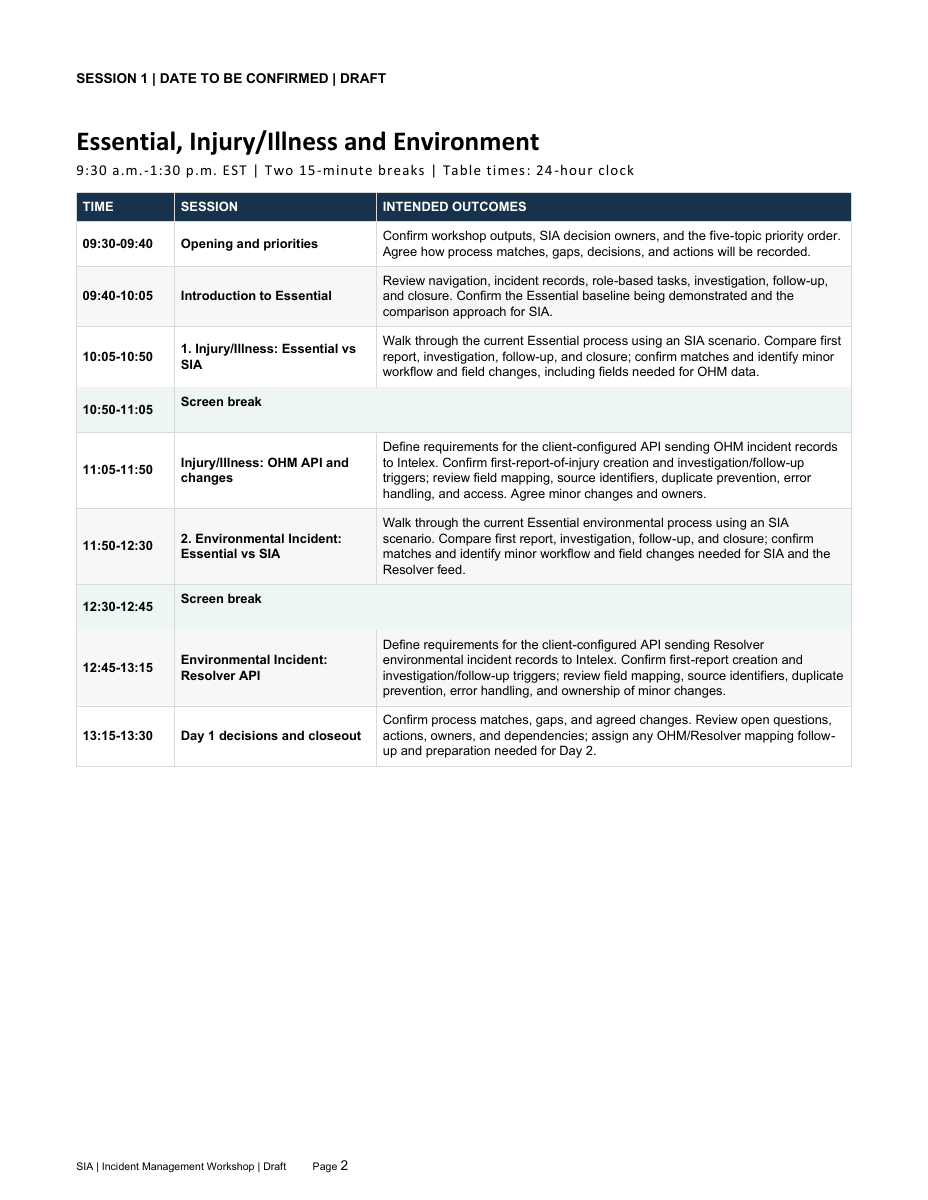 SESSION 1 | DATE TO BE CONFIRMED | DRAFT
Essential, Injury/Illness and Environment
9:30 a.m.-1:30 p.m. EST | Two 15-minute breaks | Table times: 24-hour clock
TIME SESSION INTENDED OUTCOMES
09:30-09:40
Opening and priorities
Confirm workshop outputs, SIA decision owners, and the five-topic priority order.
Agree how process matches, gaps, decisions, and actions will be recorded.
09:40-10:05
Introduction to Essential
Review navigation, incident records, role-based tasks, investigation, follow-up,
and closure. Confirm the Essential baseline being demonstrated and the
comparison approach for SIA.
10:05-10:50
1. Injury/Illness: Essential vs
SIA
Walk through the current Essential process using an SIA scenario. Compare first
report, investigation, follow-up, and closure; confirm matches and identify minor
workflow and field changes, including fields needed for OHM data.
10:50-11:05
Screen break
11:05-11:50
Injury/Illness: OHM API and
changes
Define requirements for the client-configured API sending OHM incident records
to Intelex. Confirm first-report-of-injury creation and investigation/follow-up
triggers; review field mapping, source identifiers, duplicate prevention, error
handling, and access. Agree minor changes and owners.
11:50-12:30
2. Environmental Incident:
Essential vs SIA
Walk through the current Essential environmental process using an SIA
scenario. Compare first report, investigation, follow-up, and closure; confirm
matches and identify minor workflow and field changes needed for SIA and the
Resolver feed.
12:30-12:45
Screen break
12:45-13:15
Environmental Incident:
Resolver API
Define requirements for the client-configured API sending Resolver
environmental incident records to Intelex. Confirm first-report creation and
investigation/follow-up triggers; review field mapping, source identifiers, duplicate
prevention, error handling, and ownership of minor changes.
13:15-13:30
Day 1 decisions and closeout
Confirm process matches, gaps, and agreed changes. Review open questions,
actions, owners, and dependencies; assign any OHM/Resolver mapping follow-
up and preparation needed for Day 2.
SIA | Incident Management Workshop | Draft Page 2